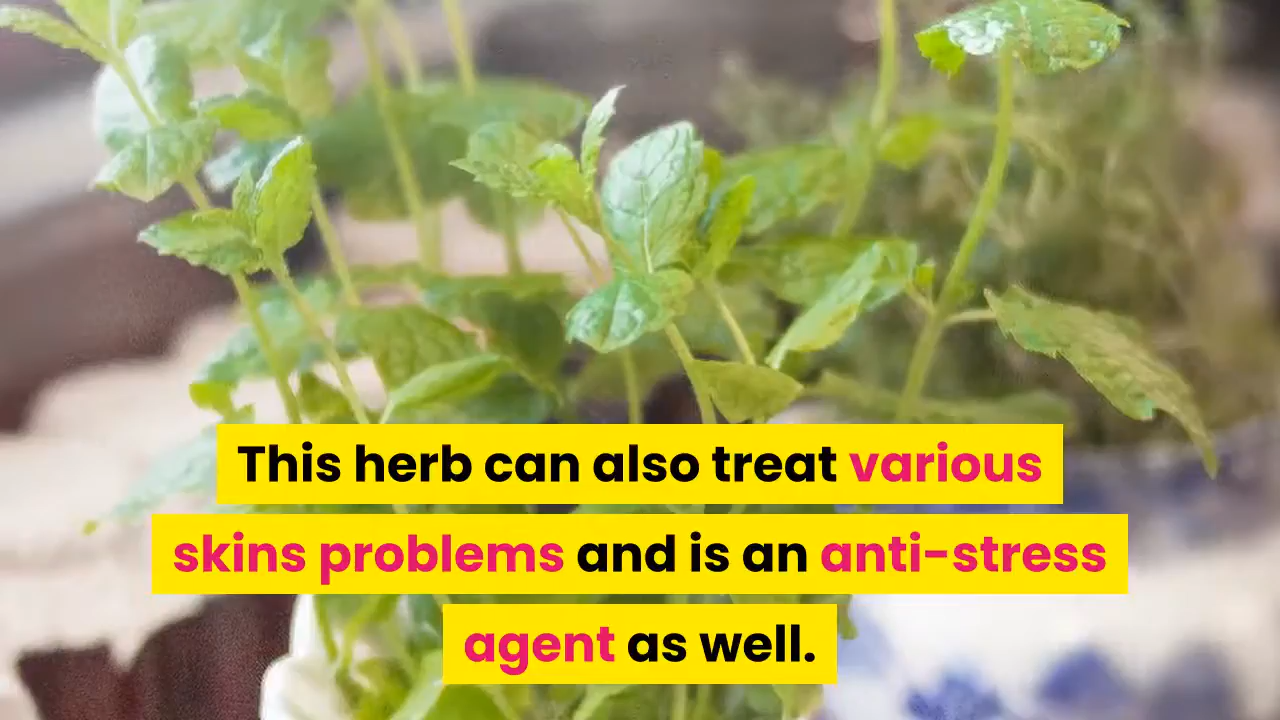 This herb can also treat various
skins problems and is an anti-stress
agent as well.